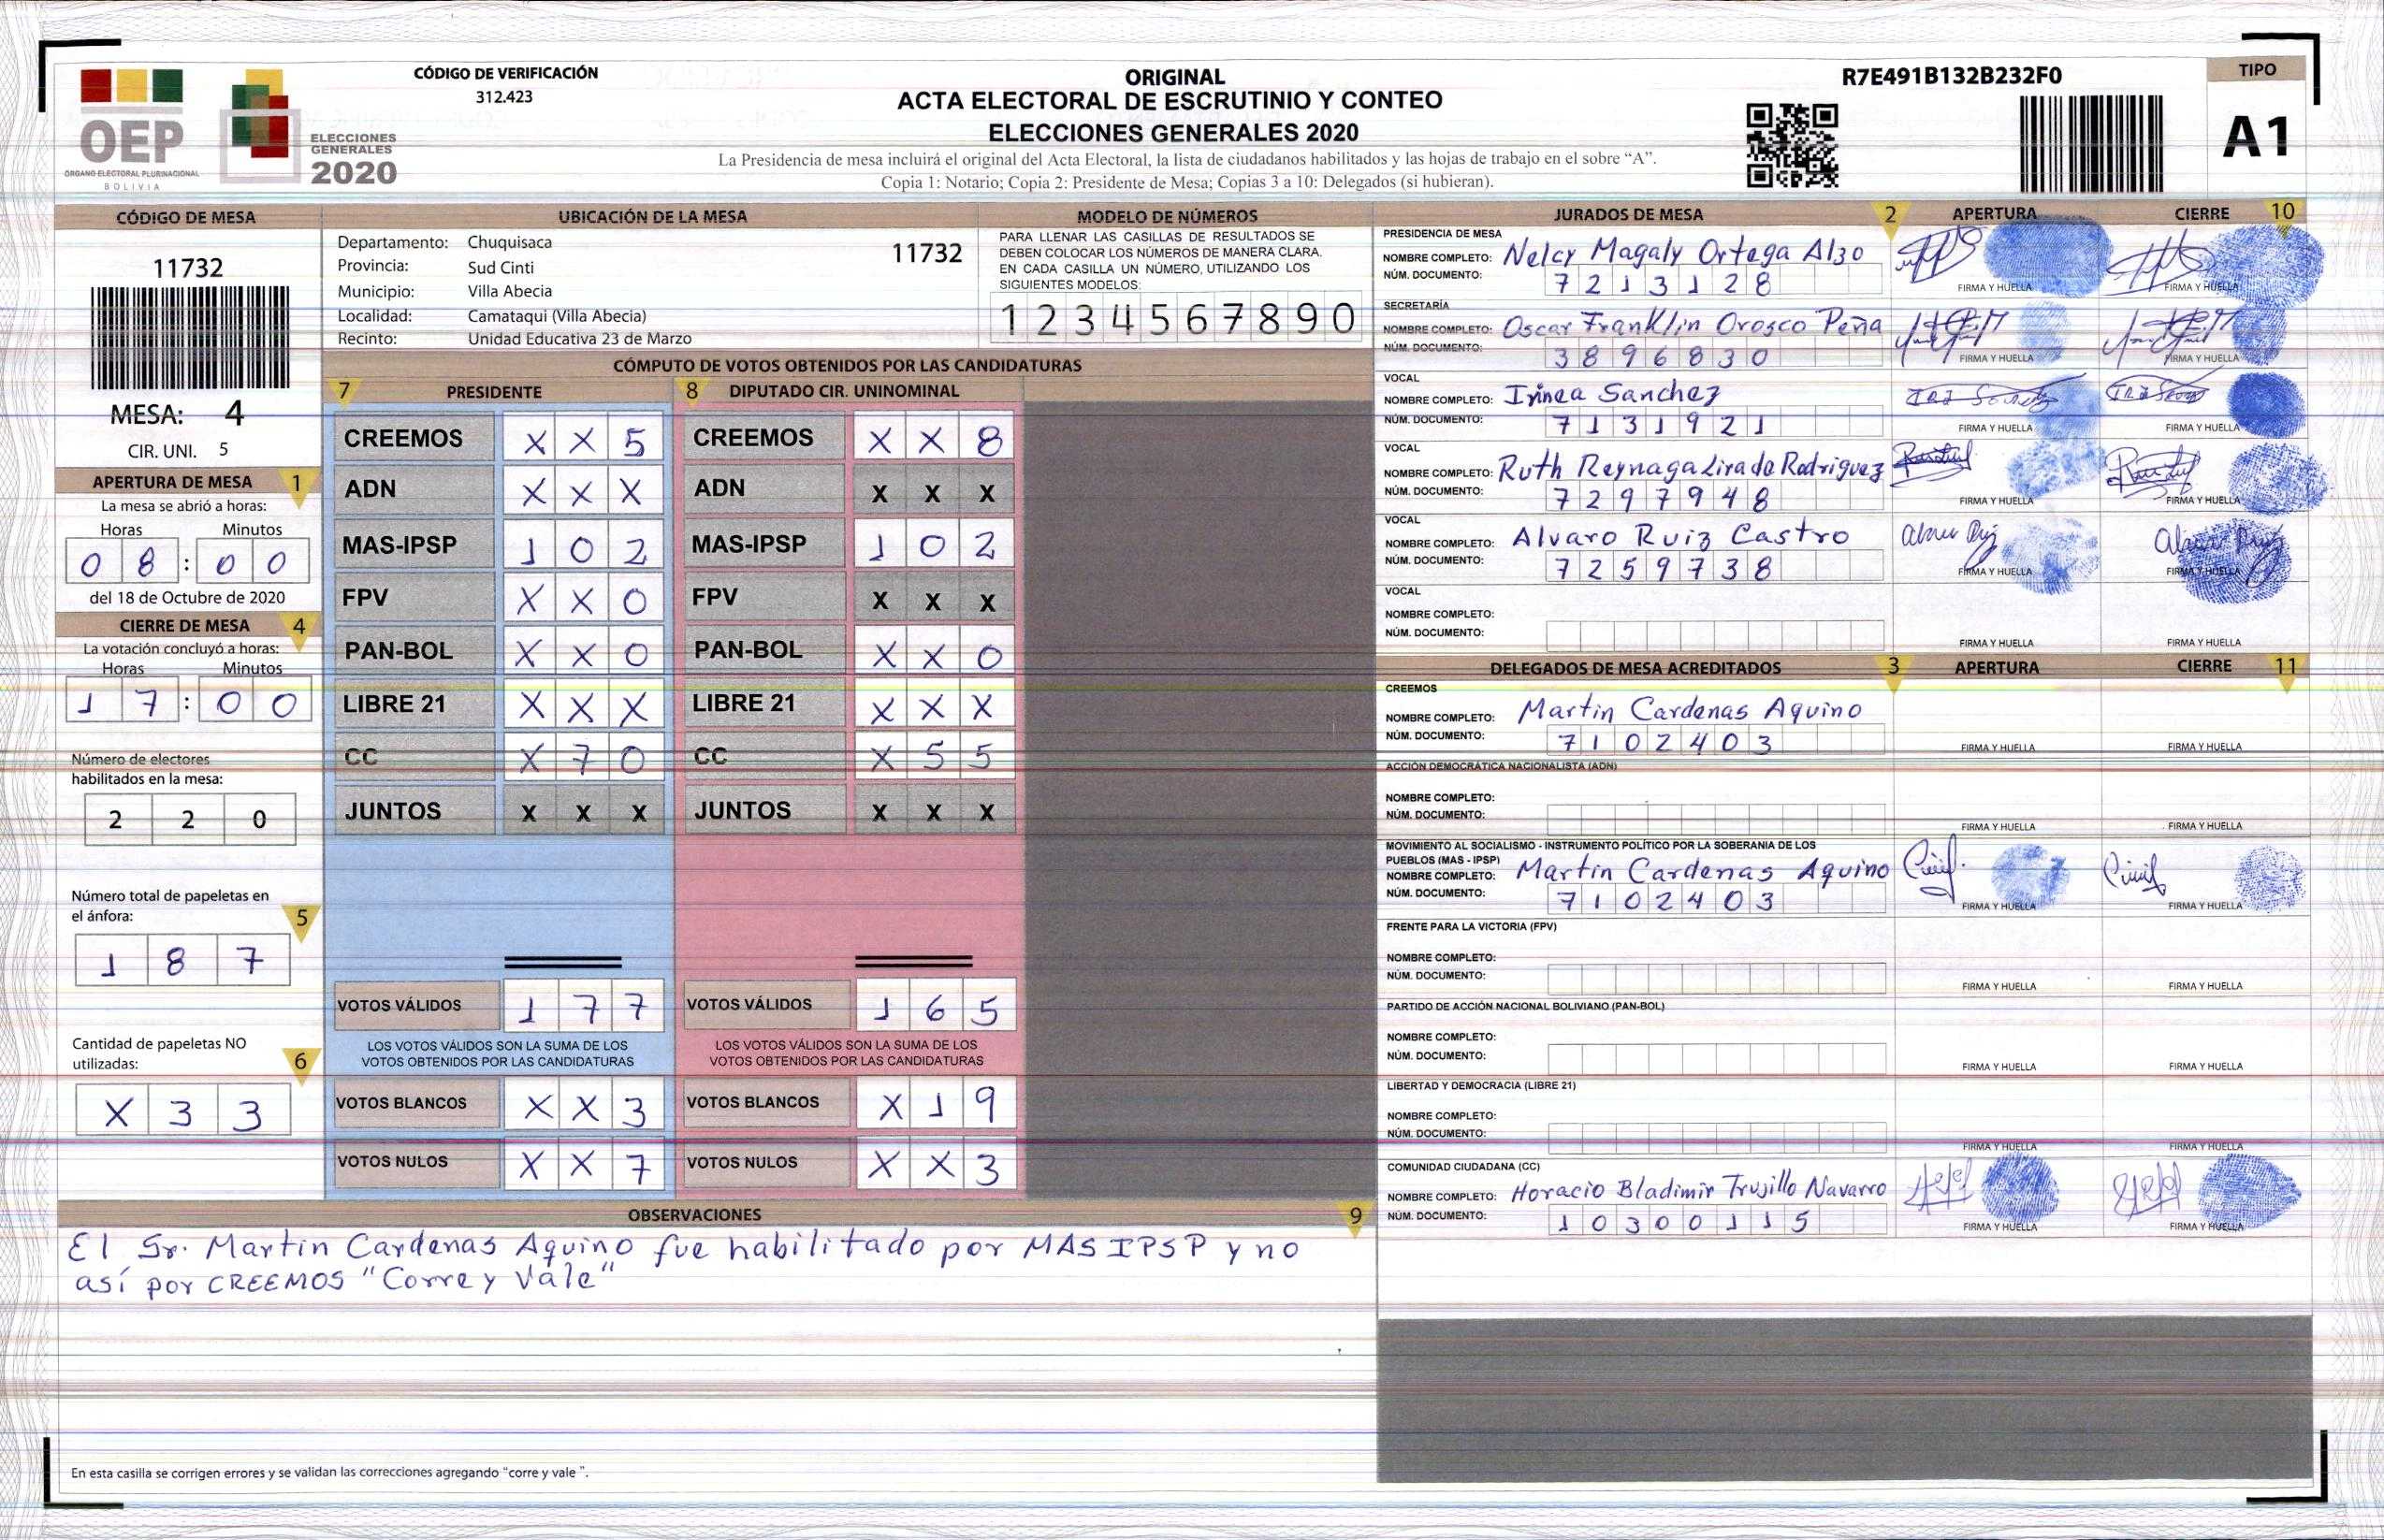 OEP
ÓRGANO ELECTORAL PLURINACIONAL
BOLIVIA
ELECCIONES
GENERALES
2020
CÓDIGO DE VERIFICACIÓN
312.423
ORIGINAL
ACTA ELECTORAL DE ESCRUTINIO Y CONTEO
ELECCIONES GENERALES 2020
La Presidencia de mesa incluirá el original del Acta Electoral, la lista de ciudadanos habilitados y las hojas de trabajo en el sobre “A”.
Copia 1: Notario; Copia 2: Presidente de Mesa; Copias 3 a 10: Delegados (si hubieran).
R7E491B132B232F0
TIPO
A1
CÓDIGO DE MESA
11732
MESA: 4
CIR. UNI. 5
APERTURA DE MESA 1
La mesa se abrió a horas:
Horas Minutos
0 8 : 0 0
del 18 de Octubre de 2020
CIERRE DE MESA 4
La votación concluyó a horas:
Horas Minutos
1 7 : 0 0
Número de electores
habilitados en la mesa:
2 2 0
Número total de papeletas en
el ánfora: 5
1 8 7
Cantidad de papeletas NO
utilizadas: 6
X 3 3
UBICACIÓN DE LA MESA
Departamento: Chuquisaca 11732
Provincia: Sud Cinti
Municipio: Villa Abecia
Localidad: Camataqui (Villa Abecia)
Recinto: Unidad Educativa 23 de Marzo
MODELO DE NÚMEROS
PARA LLENAR LAS CASILLAS DE RESULTADOS SE
DEBEN COLOCAR LOS NÚMEROS DE MANERA CLARA.
EN CADA CASILLA UN NÚMERO, UTILIZANDO LOS
SIGUIENTES MODELOS:
1 2 3 4 5 6 7 8 9 0
CÓMPUTO DE VOTOS OBTENIDOS POR LAS CANDIDATURAS
7 PRESIDENTE
CREEMOS X X 5
ADN X X X
MAS-IPSP 1 0 2
FPV X X 0
PAN-BOL X X 0
LIBRE 21 X X X
CC X 7 0
JUNTOS X X X
VOTOS VÁLIDOS 1 7 7
LOS VOTOS VÁLIDOS SON LA SUMA DE LOS
VOTOS OBTENIDOS POR LAS CANDIDATURAS
VOTOS BLANCOS X X 3
VOTOS NULOS X X 7
8 DIPUTADO CIR. UNINOMINAL
CREEMOS X X 8
ADN X X X
MAS-IPSP 1 0 2
FPV X X X
PAN-BOL X X 0
LIBRE 21 X X X
CC X 5 5
JUNTOS X X X
VOTOS VÁLIDOS 1 6 5
LOS VOTOS VÁLIDOS SON LA SUMA DE LOS
VOTOS OBTENIDOS POR LAS CANDIDATURAS
VOTOS BLANCOS X 1 9
VOTOS NULOS X X 3
OBSERVACIONES 9
El Sr. Martin Cardenas Aquino fue habilitado por MAS IPSP y no
así por CREEMOS "Corre y Vale"
En esta casilla se corrigen errores y se validan las correcciones agregando “corre y vale ”.
JURADOS DE MESA 2 APERTURA CIERRE 10
PRESIDENCIA DE MESA
NOMBRE COMPLETO: Nelcy Magaly Ortega Alzo
NÚM. DOCUMENTO: 7 2 1 3 1 2 8
FIRMA Y HUELLA FIRMA Y HUELLA
SECRETARÍA
NOMBRE COMPLETO: Oscar Franklin Orosco Peña
NÚM. DOCUMENTO: 3 8 9 6 8 3 0
FIRMA Y HUELLA FIRMA Y HUELLA
VOCAL
NOMBRE COMPLETO: Irinea Sanchez
NÚM. DOCUMENTO: 7 1 3 1 9 2 1
FIRMA Y HUELLA FIRMA Y HUELLA
VOCAL
NOMBRE COMPLETO: Ruth Reynaga Lirado Rodriguez
NÚM. DOCUMENTO: 7 2 9 7 9 4 8
FIRMA Y HUELLA FIRMA Y HUELLA
VOCAL
NOMBRE COMPLETO: Alvaro Ruiz Castro
NÚM. DOCUMENTO: 7 2 5 9 7 3 8
FIRMA Y HUELLA FIRMA Y HUELLA
VOCAL
NOMBRE COMPLETO:
NÚM. DOCUMENTO:
FIRMA Y HUELLA FIRMA Y HUELLA
DELEGADOS DE MESA ACREDITADOS 3 APERTURA CIERRE 11
CREEMOS
NOMBRE COMPLETO: Martin Cardenas Aquino
NÚM. DOCUMENTO: 7 1 0 2 4 0 3
FIRMA Y HUELLA FIRMA Y HUELLA
ACCIÓN DEMOCRÁTICA NACIONALISTA (ADN)
NOMBRE COMPLETO:
NÚM. DOCUMENTO:
FIRMA Y HUELLA FIRMA Y HUELLA
MOVIMIENTO AL SOCIALISMO - INSTRUMENTO POLÍTICO POR LA SOBERANIA DE LOS
PUEBLOS (MAS - IPSP)
NOMBRE COMPLETO: Martin Cardenas Aquino
NÚM. DOCUMENTO: 7 1 0 2 4 0 3
FIRMA Y HUELLA FIRMA Y HUELLA
FRENTE PARA LA VICTORIA (FPV)
NOMBRE COMPLETO:
NÚM. DOCUMENTO:
FIRMA Y HUELLA FIRMA Y HUELLA
PARTIDO DE ACCIÓN NACIONAL BOLIVIANO (PAN-BOL)
NOMBRE COMPLETO:
NÚM. DOCUMENTO:
FIRMA Y HUELLA FIRMA Y HUELLA
LIBERTAD Y DEMOCRACIA (LIBRE 21)
NOMBRE COMPLETO:
NÚM. DOCUMENTO:
FIRMA Y HUELLA FIRMA Y HUELLA
COMUNIDAD CIUDADANA (CC)
NOMBRE COMPLETO: Horacio Bladimir Trujillo Navarro
NÚM. DOCUMENTO: 1 0 3 0 0 1 1 5
FIRMA Y HUELLA FIRMA Y HUELLA